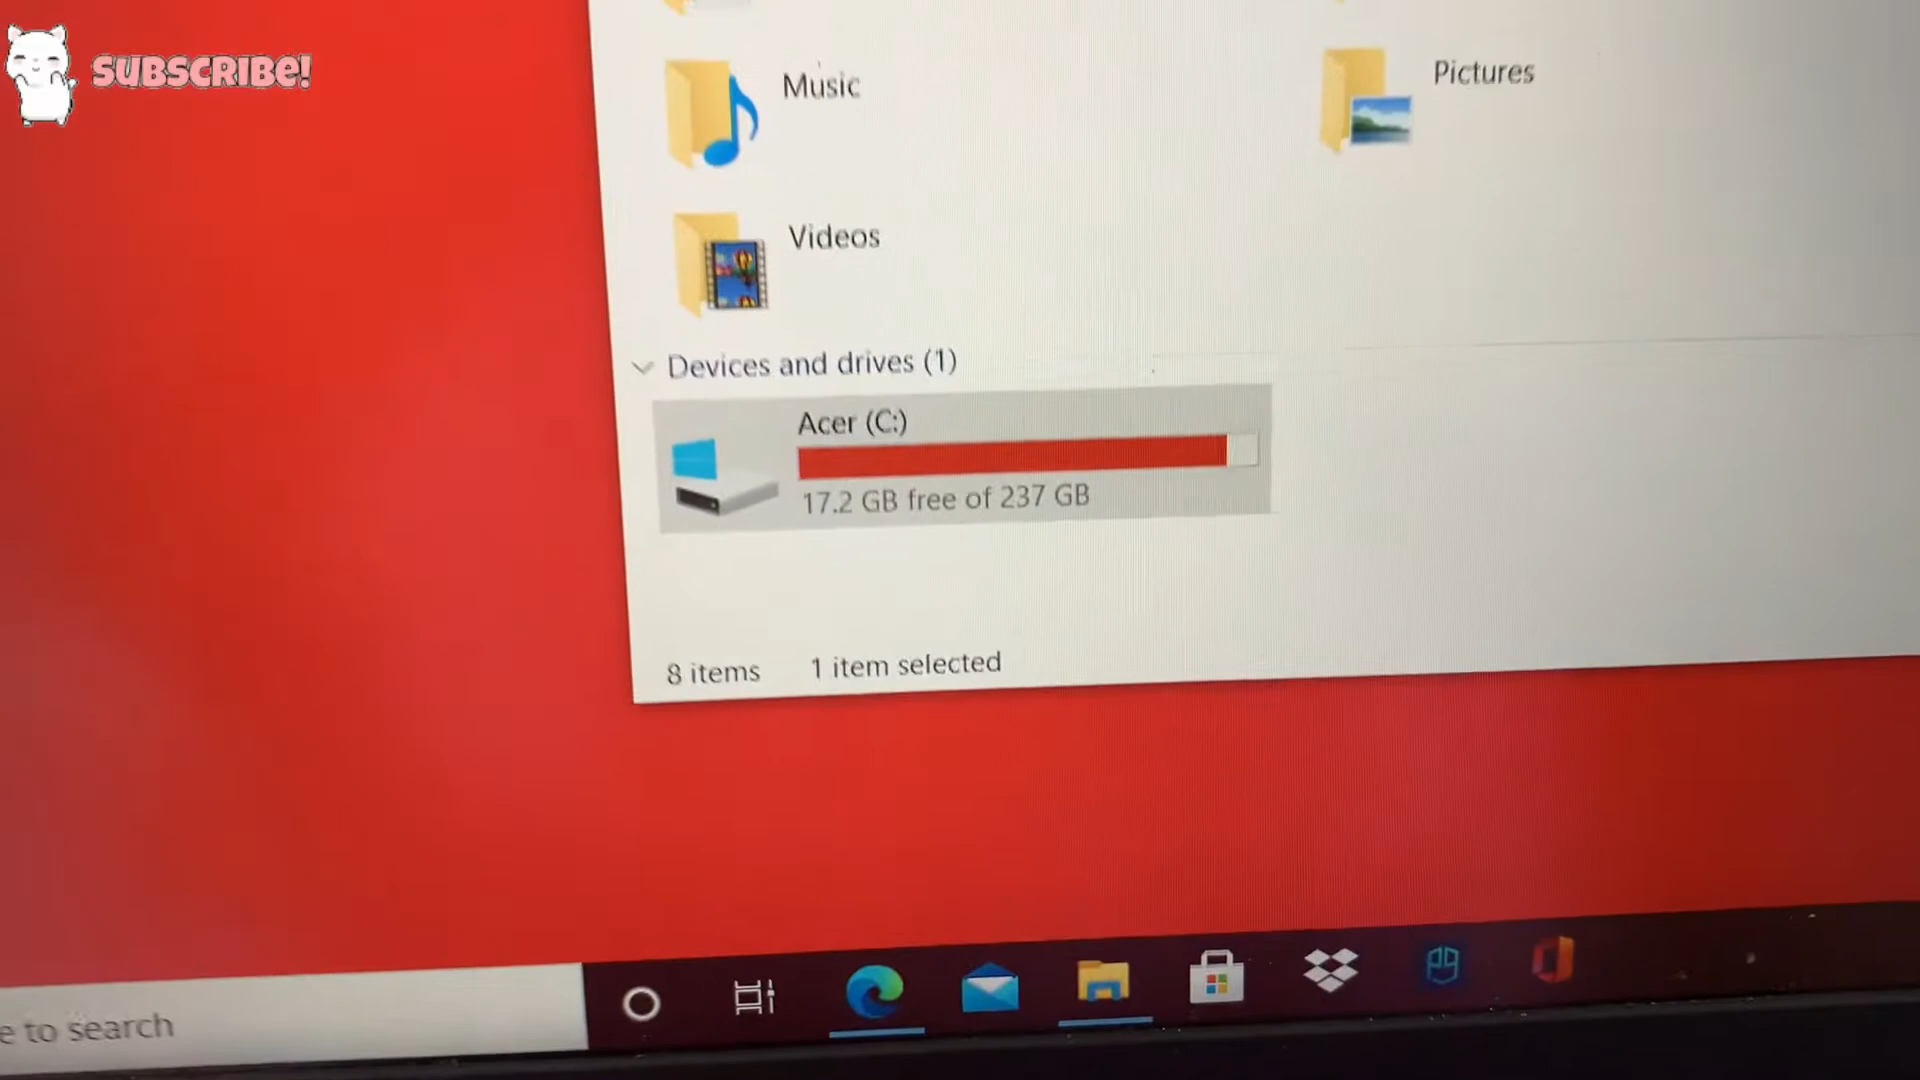 SUBSCRIBE!
Music
Pictures
Videos
Devices and drives (1)
Acer (C:)
17.2 GB free of 237 GB
8 items
1 item selected
e to search